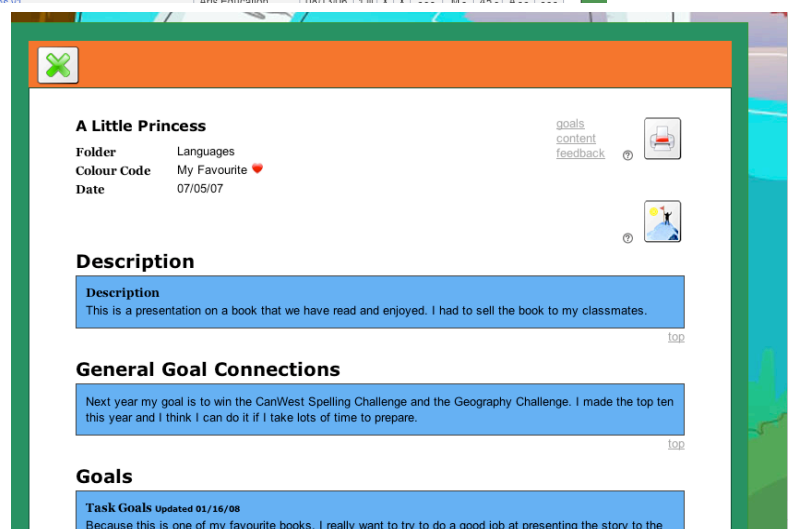 Arts Education
A Little Princess
goals
content
feedback
Folder Languages
Colour Code My Favourite
Date 07/05/07
Description
Description
This is a presentation on a book that we have read and enjoyed. I had to sell the book to my classmates.
top
General Goal Connections
Next year my goal is to win the CanWest Spelling Challenge and the Geography Challenge. I made the top ten
this year and I think I can do it if I take lots of time to prepare.
top
Goals
Task Goals Updated 01/16/08
Because this is one of my favourite books, I really want to try to do a good job at presenting the story to the